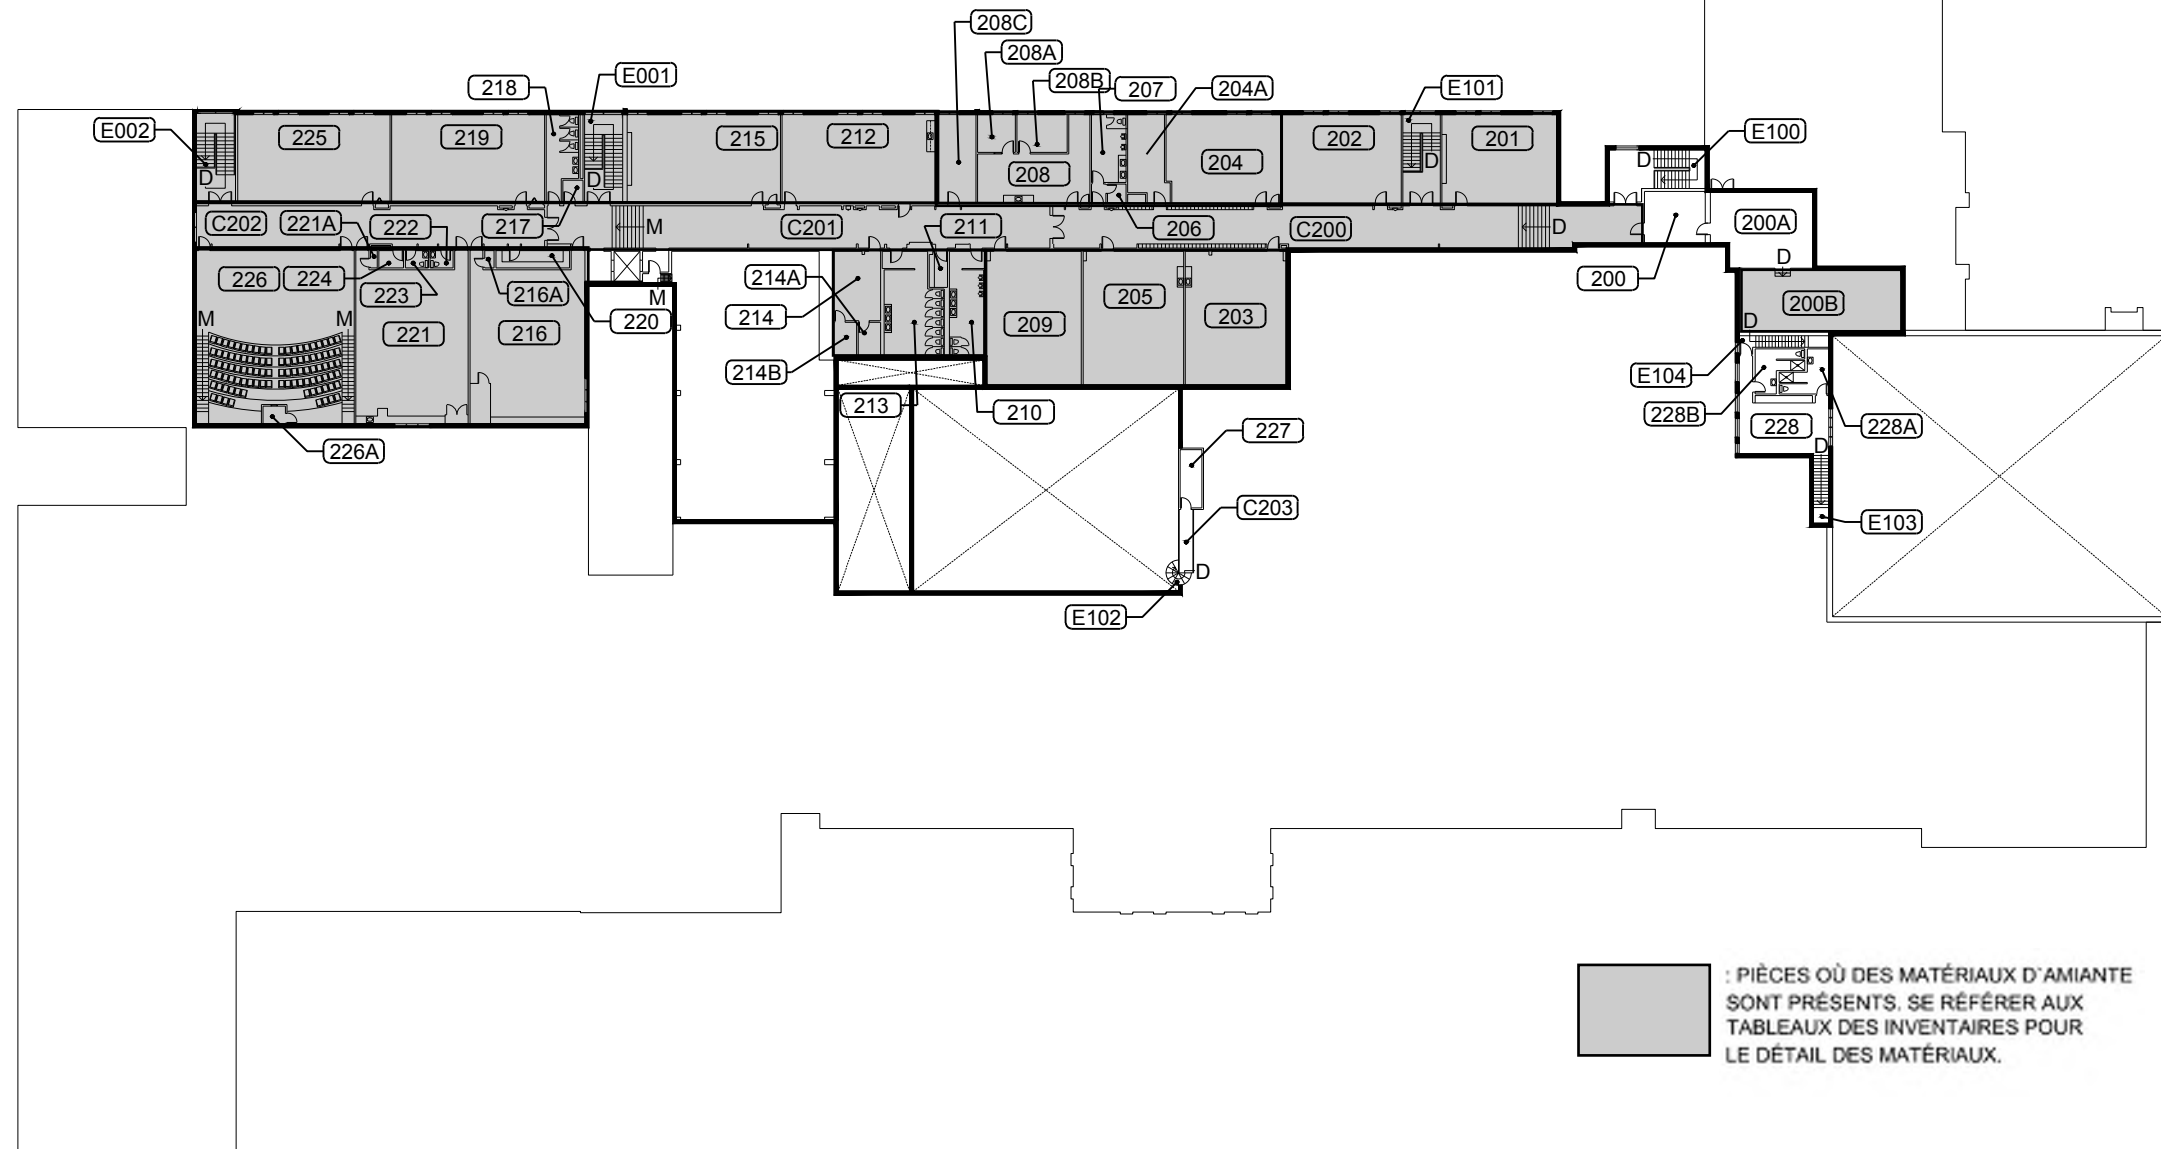 208C
208A
208B
207
204A
E101
E001
218
E002
E100
225
219
215
212
208
204
202
201
D
D
D
D
C202
221A
222
217
M
C201
211
206
C200
D
200A
226
224
223
216A
220
M
214A
214
200
D
200B
D
M
M
221
216
209
205
203
214B
213
210
E104
228B
228
228A
D
226A
227
C203
D
E102
E103
: PIÈCES OÙ DES MATÉRIAUX D`AMIANTE
SONT PRÉSENTS. SE RÉFÉRER AUX
TABLEAUX DES INVENTAIRES POUR
LE DÉTAIL DES MATÉRIAUX.